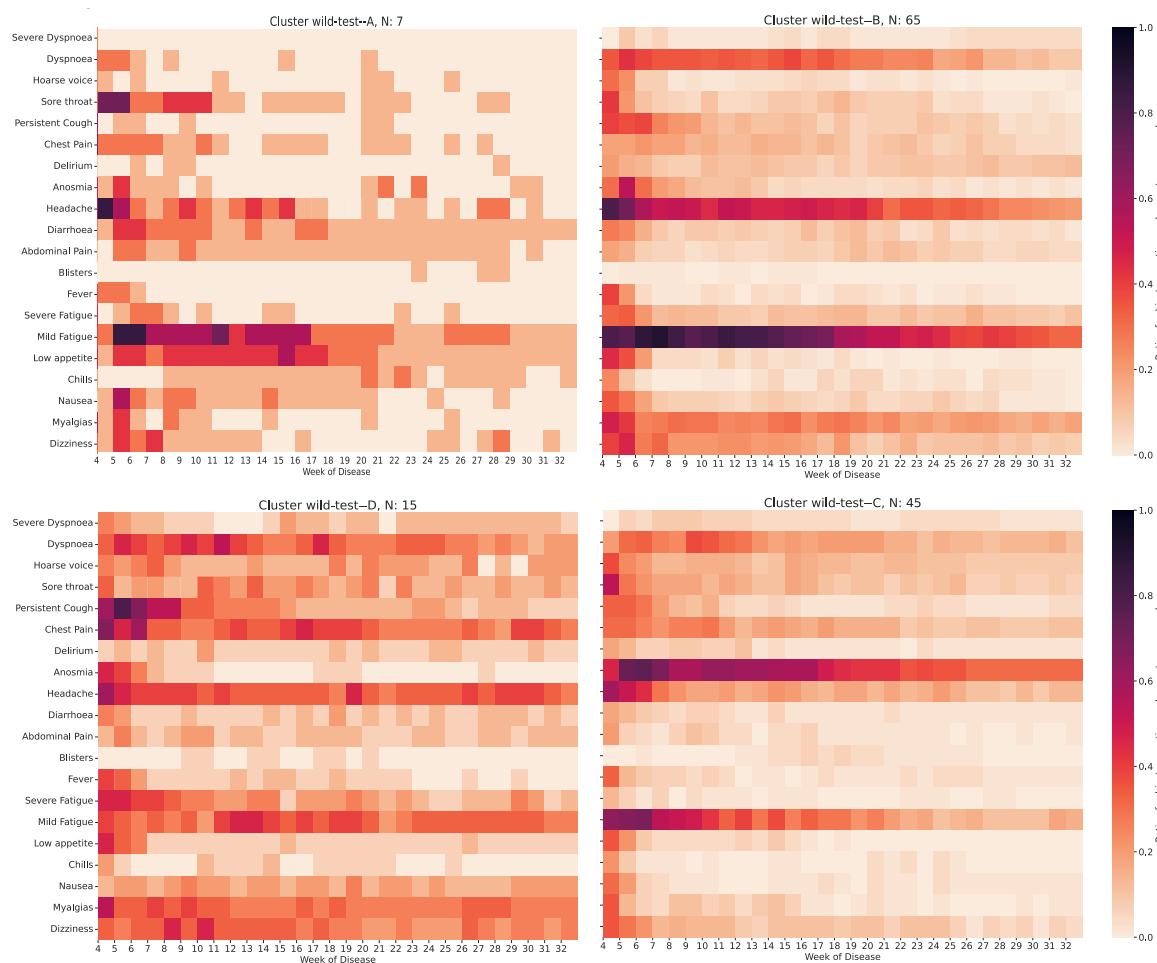 Cluster wild-test--A, N: 7
Severe Dyspnoea
Dyspnoea
Hoarse voice
Sore throat
Persistent Cough
Chest Pain
Delirium
Anosmia
Headache
Diarrhoea
Abdominal Pain
Blisters
Fever
Severe Fatigue
Mild Fatigue
Low appetite
Chills
Nausea
Myalgias
Dizziness
4 5 6 7 8 9 10 11 12 13 14 15 16 17 18 19 20 21 22 23 24 25 26 27 28 29 30 31 32
Week of Disease
Cluster wild-test--B, N: 65
4 5 6 7 8 9 10 11 12 13 14 15 16 17 18 19 20 21 22 23 24 25 26 27 28 29 30 31 32
Week of Disease
1.0
0.8
0.6
0.4
0.2
0.0
Cluster wild-test--D, N: 15
Severe Dyspnoea
Dyspnoea
Hoarse voice
Sore throat
Persistent Cough
Chest Pain
Delirium
Anosmia
Headache
Diarrhoea
Abdominal Pain
Blisters
Fever
Severe Fatigue
Mild Fatigue
Low appetite
Chills
Nausea
Myalgias
Dizziness
4 5 6 7 8 9 10 11 12 13 14 15 16 17 18 19 20 21 22 23 24 25 26 27 28 29 30 31 32
Week of Disease
Cluster wild-test--C, N: 45
4 5 6 7 8 9 10 11 12 13 14 15 16 17 18 19 20 21 22 23 24 25 26 27 28 29 30 31 32
Week of Disease
1.0
0.8
0.6
0.4
0.2
0.0